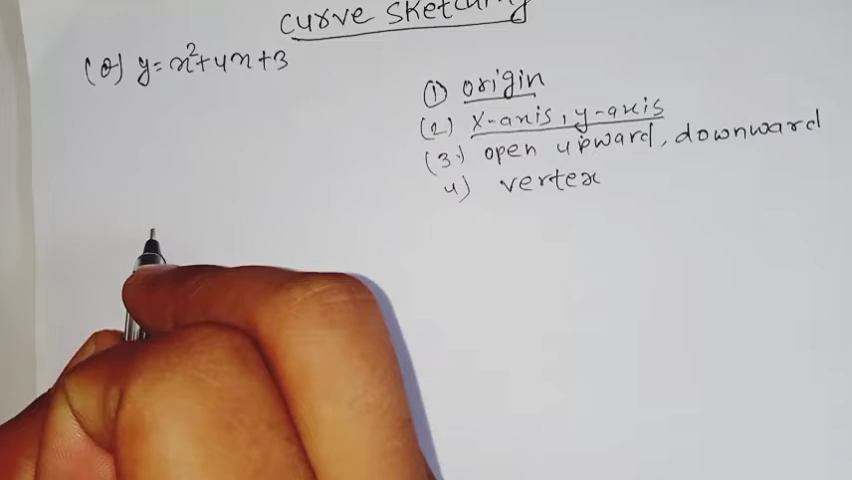 curve sketching
(Q) y=x²+4x+3
(1) origin
(2) x-axis, y-axis
(3.) open upward, downward
4) vertex